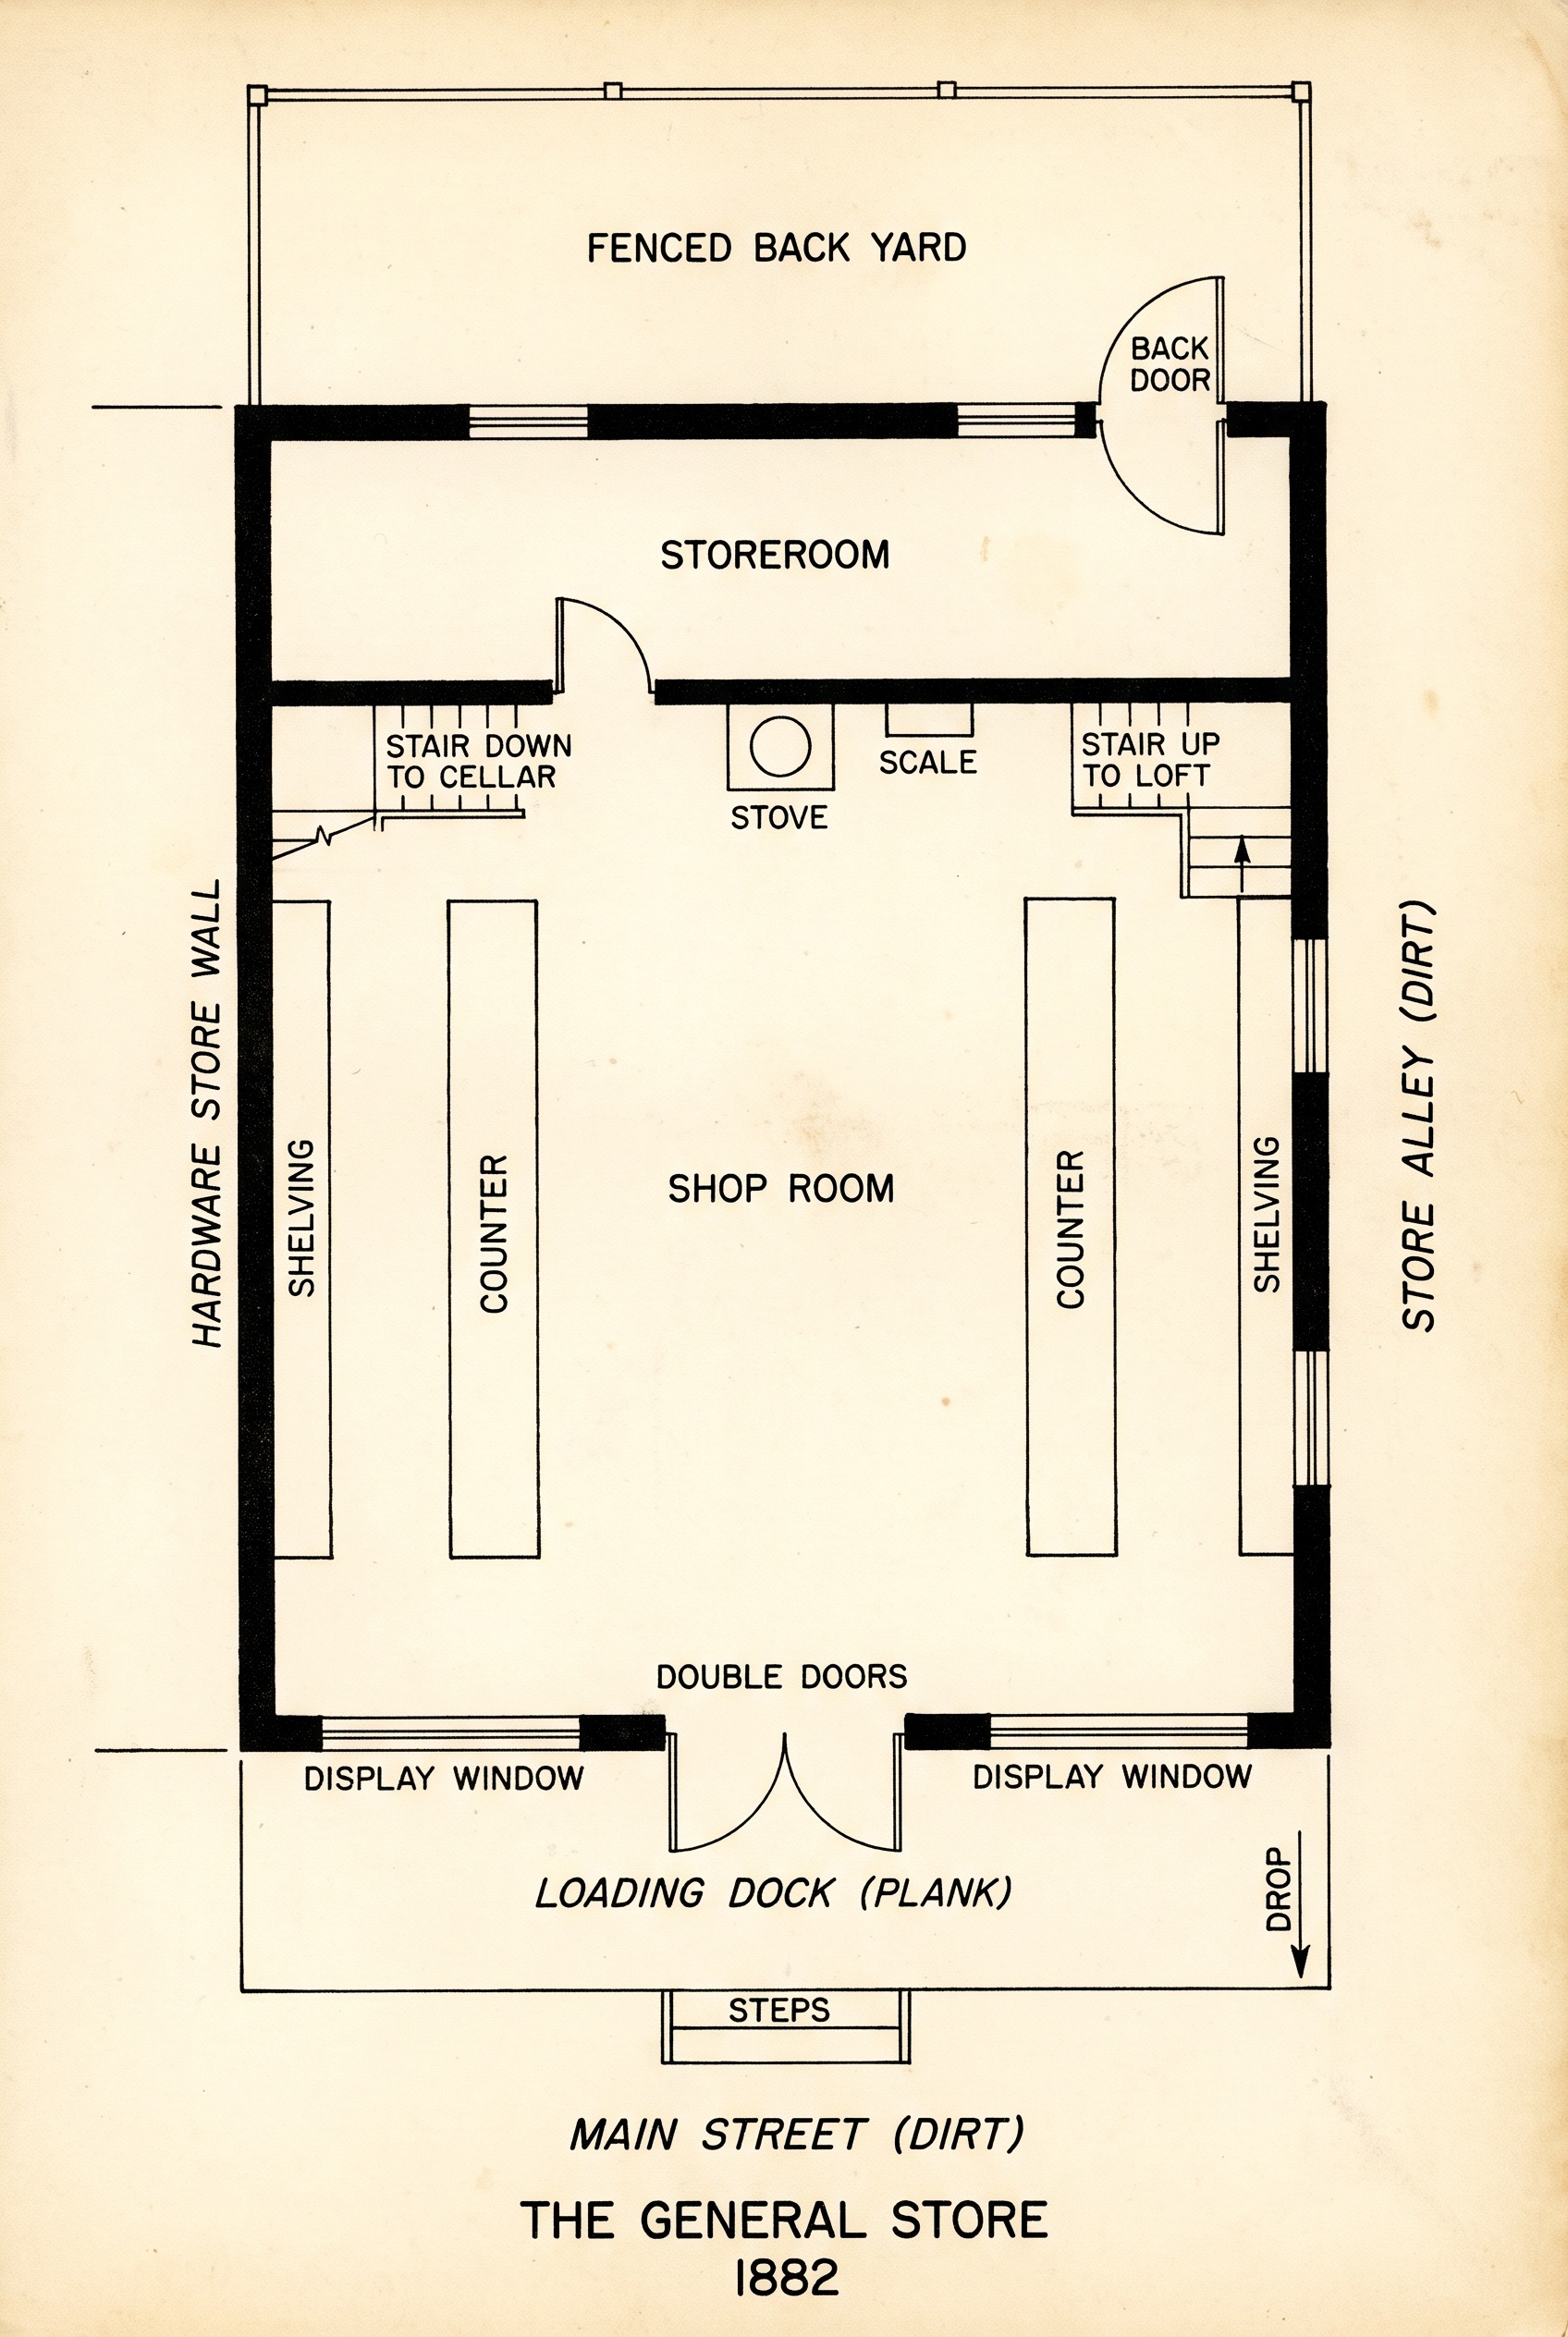 FENCED BACK YARD
BACK
DOOR
STOREROOM
STAIR DOWN
TO CELLAR
STOVE
SCALE
STAIR UP
TO LOFT
HARDWARE STORE WALL
SHELVING
COUNTER
SHOP ROOM
COUNTER
SHELVING
STORE ALLEY (DIRT)
DOUBLE DOORS
DISPLAY WINDOW
DISPLAY WINDOW
LOADING DOCK (PLANK)
DROP
STEPS
MAIN STREET (DIRT)
THE GENERAL STORE
1882